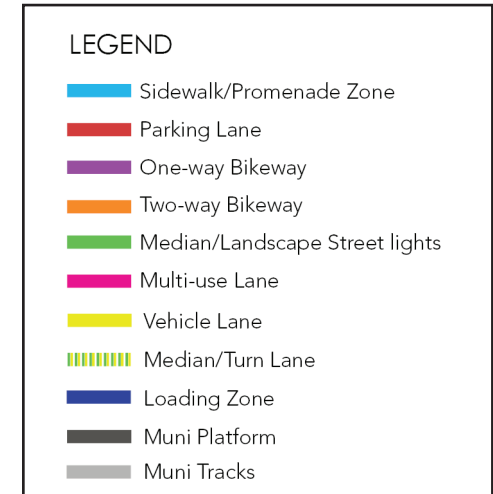 LEGEND
Sidewalk/Promenade Zone
Parking Lane
One-way Bikeway
Two-way Bikeway
Median/Landscape Street lights
Multi-use Lane
Vehicle Lane
Median/Turn Lane
Loading Zone
Muni Platform
Muni Tracks